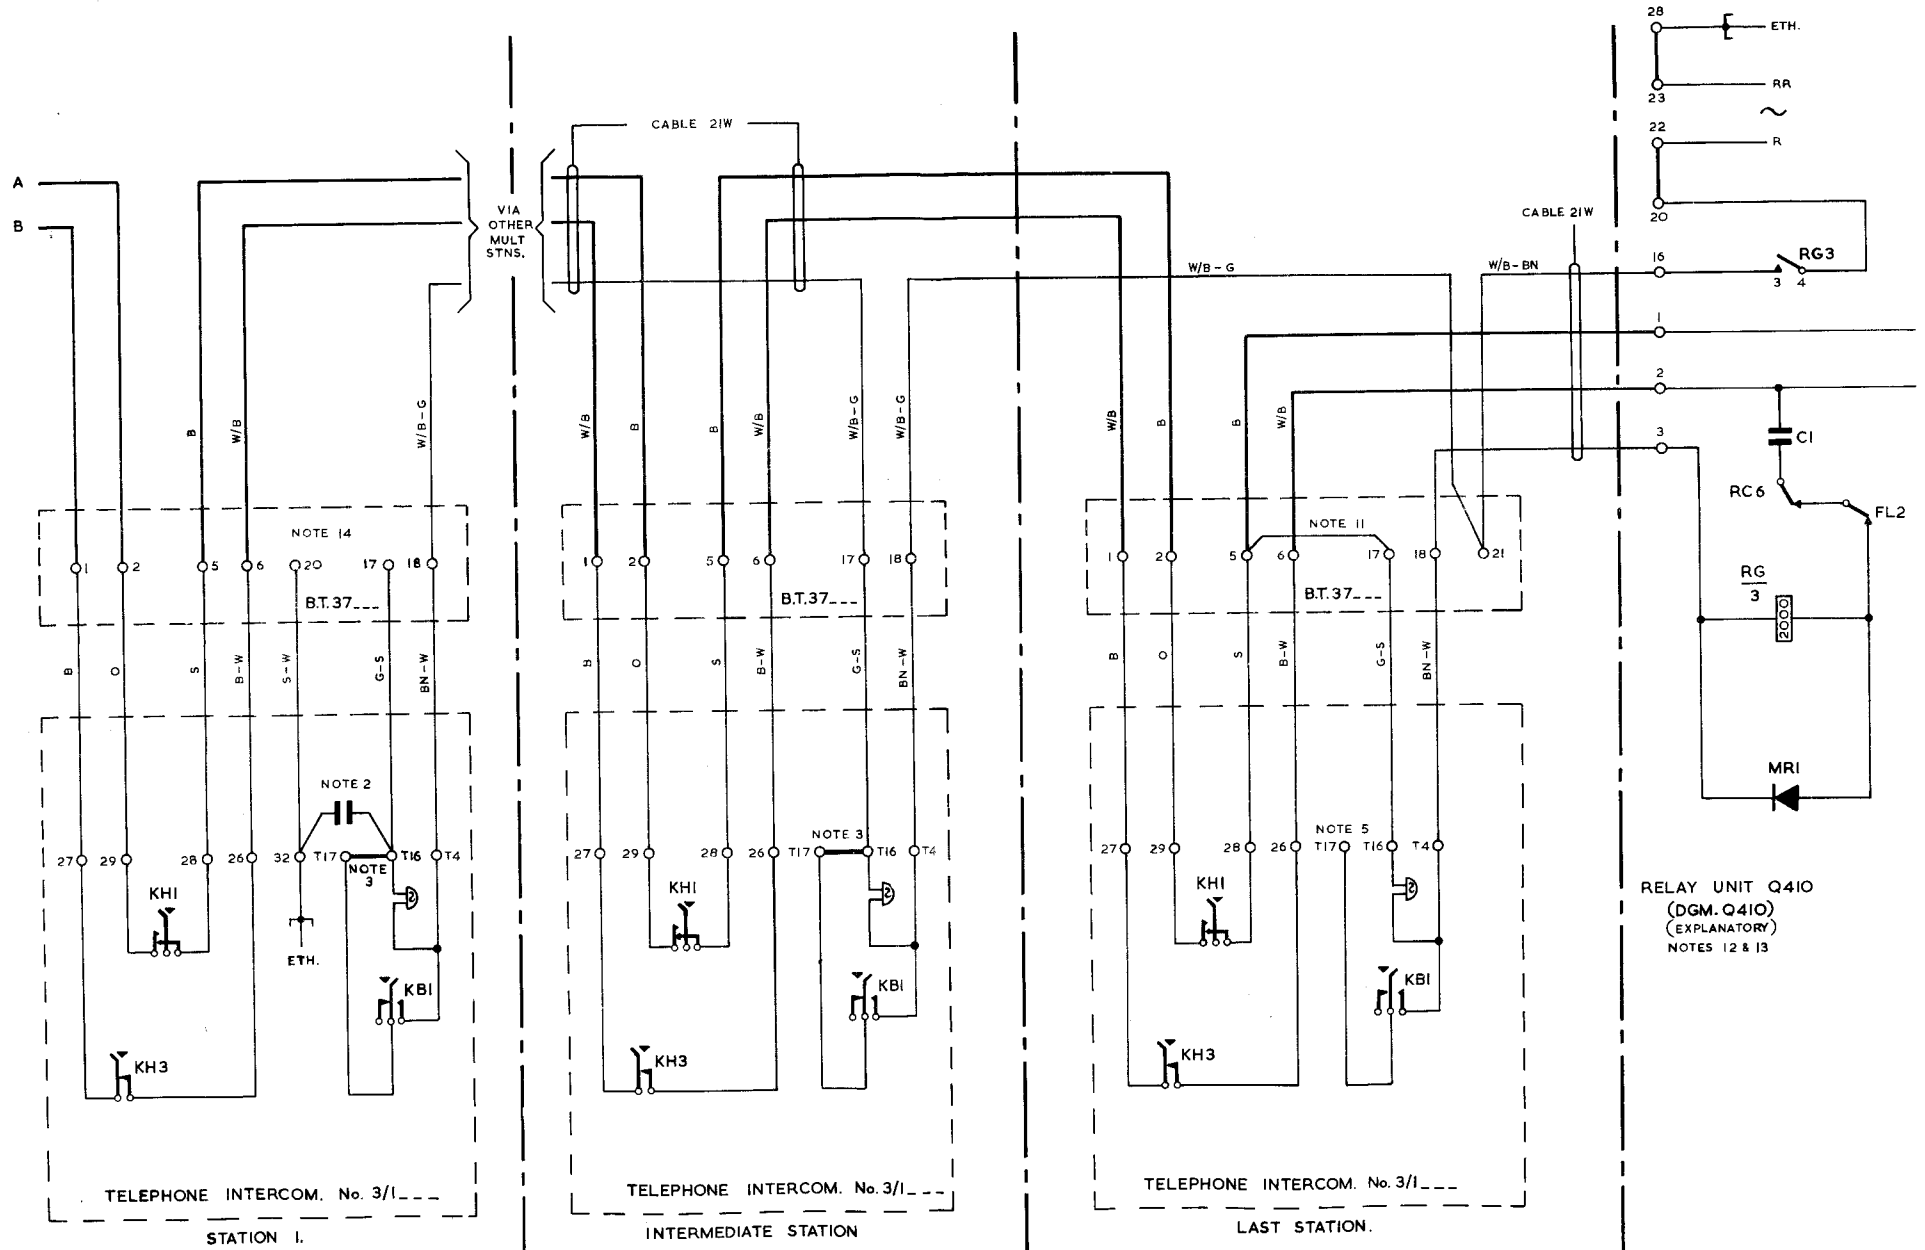 28
ETH.
23
RR
22
R
20
CABLE 21W
A
B
VIA
OTHER
MULT
STNS.
CABLE 21W
W/B-G
W/B-BN
16
RG3
3 4
1
2
3
C1
RC6
FL2
RG
3
2000
MR1
B
W/B
W/B-G
W/B
B
B
W/B
W/B-G
W/B-G
W/B
B
B
W/B
NOTE 14
1 2 5 6 20 17 18
B.T.37___
1 2 5 6 17 18
B.T.37___
NOTE 11
1 2 5 6 17 18 21
B.T.37___
B O S B-W S-W G-S BN-W
B O S B-W G-S BN-W
B O S B-W G-S BN-W
NOTE 2
27 29 28 26 32 T17 T16 T4
NOTE
3
KH1
ETH.
KB1
KH3
NOTE 3
27 29 28 26 T17 T16 T4
KH1
KB1
KH3
NOTE 5
27 29 28 26 T17 T16 T4
KH1
KB1
KH3
RELAY UNIT Q410
(DGM. Q410)
(EXPLANATORY)
NOTES 12 & 13
TELEPHONE INTERCOM. No. 3/1____
STATION 1.
TELEPHONE INTERCOM. No. 3/1___
INTERMEDIATE STATION
TELEPHONE INTERCOM. No. 3/1___
LAST STATION.